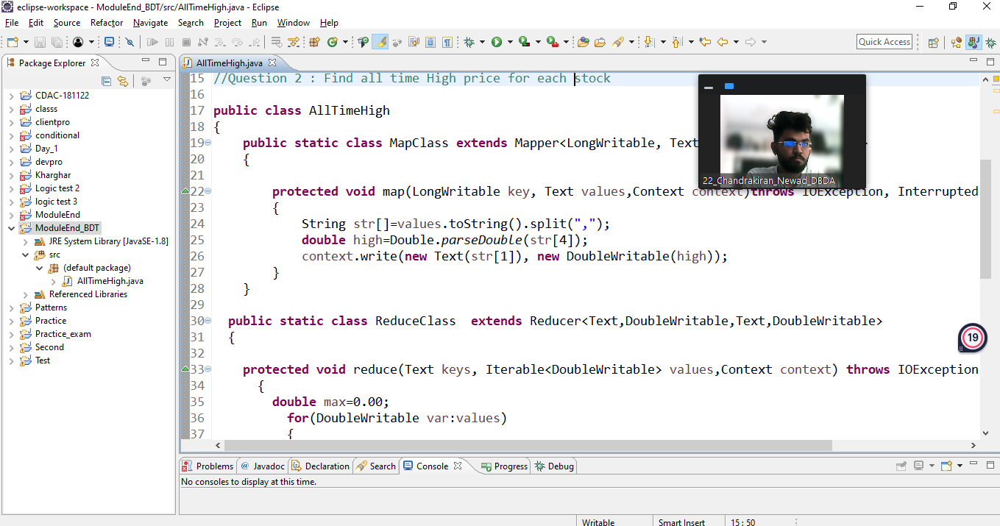 eclipse-workspace - ModuleEnd_BDT/src/AllTimeHigh.java - Eclipse
File Edit Source Refactor Navigate Search Project Run Window Help
Quick Access
Package Explorer
CDAC-181122
classs
clientpro
conditional
Day_1
devpro
Kharghar
Logic test 2
logic test 3
ModuleEnd
ModuleEnd_BDT
JRE System Library [JavaSE-1.8]
src
(default package)
AllTimeHigh.java
Referenced Libraries
Patterns
Practice
Practice_exam
Second
Test
AllTimeHigh.java
15 //Question 2 : Find all time High price for each stock
16
17 public class AllTimeHigh
18 {
19 public static class MapClass extends Mapper<LongWritable, Text
20 {
21
22 protected void map(LongWritable key, Text values,Context context)throws IOException, Interrupted
23 {
24 String str[]=values.toString().split(",");
25 double high=Double.parseDouble(str[4]);
26 context.write(new Text(str[1]), new DoubleWritable(high));
27 }
28 }
29
30 public static class ReduceClass extends Reducer<Text,DoubleWritable,Text,DoubleWritable>
31 {
32
33 protected void reduce(Text keys, Iterable<DoubleWritable> values,Context context) throws IOException
34 {
35 double max=0.00;
36 for(DoubleWritable var:values)
37 {
22_Chandrakiran_Newad_DBDA
19
Problems @ Javadoc Declaration Search Console Progress Debug
No consoles to display at this time.
Writable Smart Insert 15 : 50